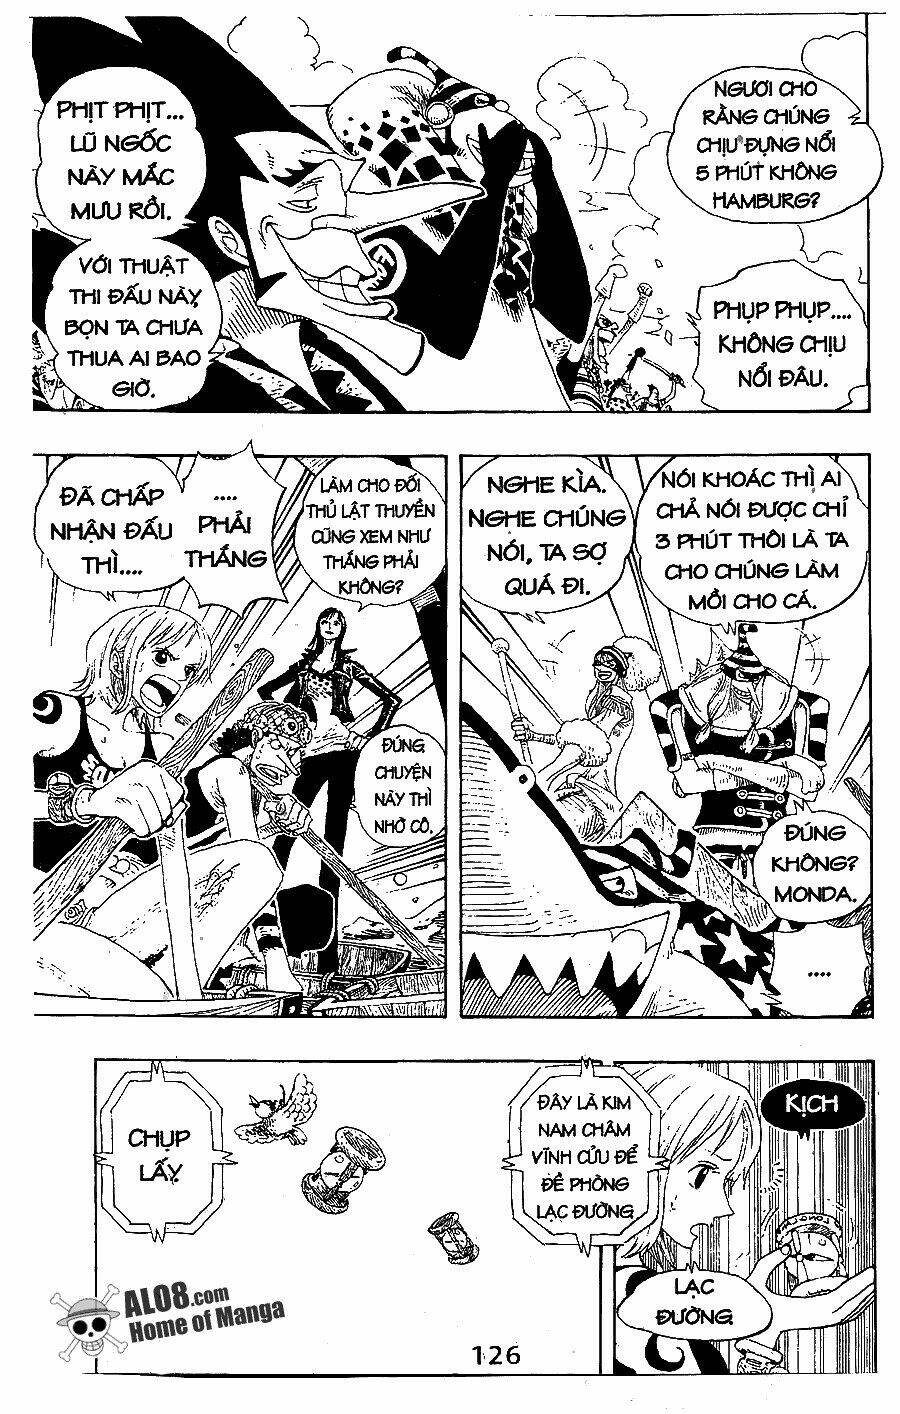 NGƯƠI CHO
RẰNG CHÚNG
CHỊU ĐỤNG NỔI
5 PHÚT KHÔNG
HAMBURG?
PHỤP PHỤP....
KHÔNG CHỊU
NỔI ĐÂU.
PHỊT PHỊT...
LŨ NGỐC
NÀY MẮC
MƯU RỒI.
VỚI THUẬT
THI ĐẤU NÀY,
BỌN TA CHƯA
THUA AI BAO
GIỜ.
NÓI KHOÁC THÌ AI
CHẢ NÓI ĐƯỢC CHỈ
3 PHÚT THÔI LÀ TA
CHO CHÚNG LÀM
MỒI CHO CÁ.
NGHE KÌA.
NGHE CHÚNG
NÓI, TA SỢ
QUÁ ĐI.
ĐÚNG
KHÔNG?
MONDA.
....
LÀM CHO ĐỐI
THỦ LẬT THUYỀN
CŨNG XEM NHƯ
THẮNG PHẢI
KHÔNG?
ĐÚNG.
CHUYỆN
NÀY THÌ
NHỜ CÔ.
ĐÃ CHẤP
NHẬN ĐẤU
THÌ....
....
PHẢI
THẮNG
KỊCH
LẠC
ĐƯỜNG.
ĐÂY LÀ KIM
NAM CHÂM
VĨNH CỬU ĐỂ
ĐỀ PHÒNG
LẠC ĐƯỜNG.
CHỤP
LẤY.
ALO8.com
Home of Manga
126